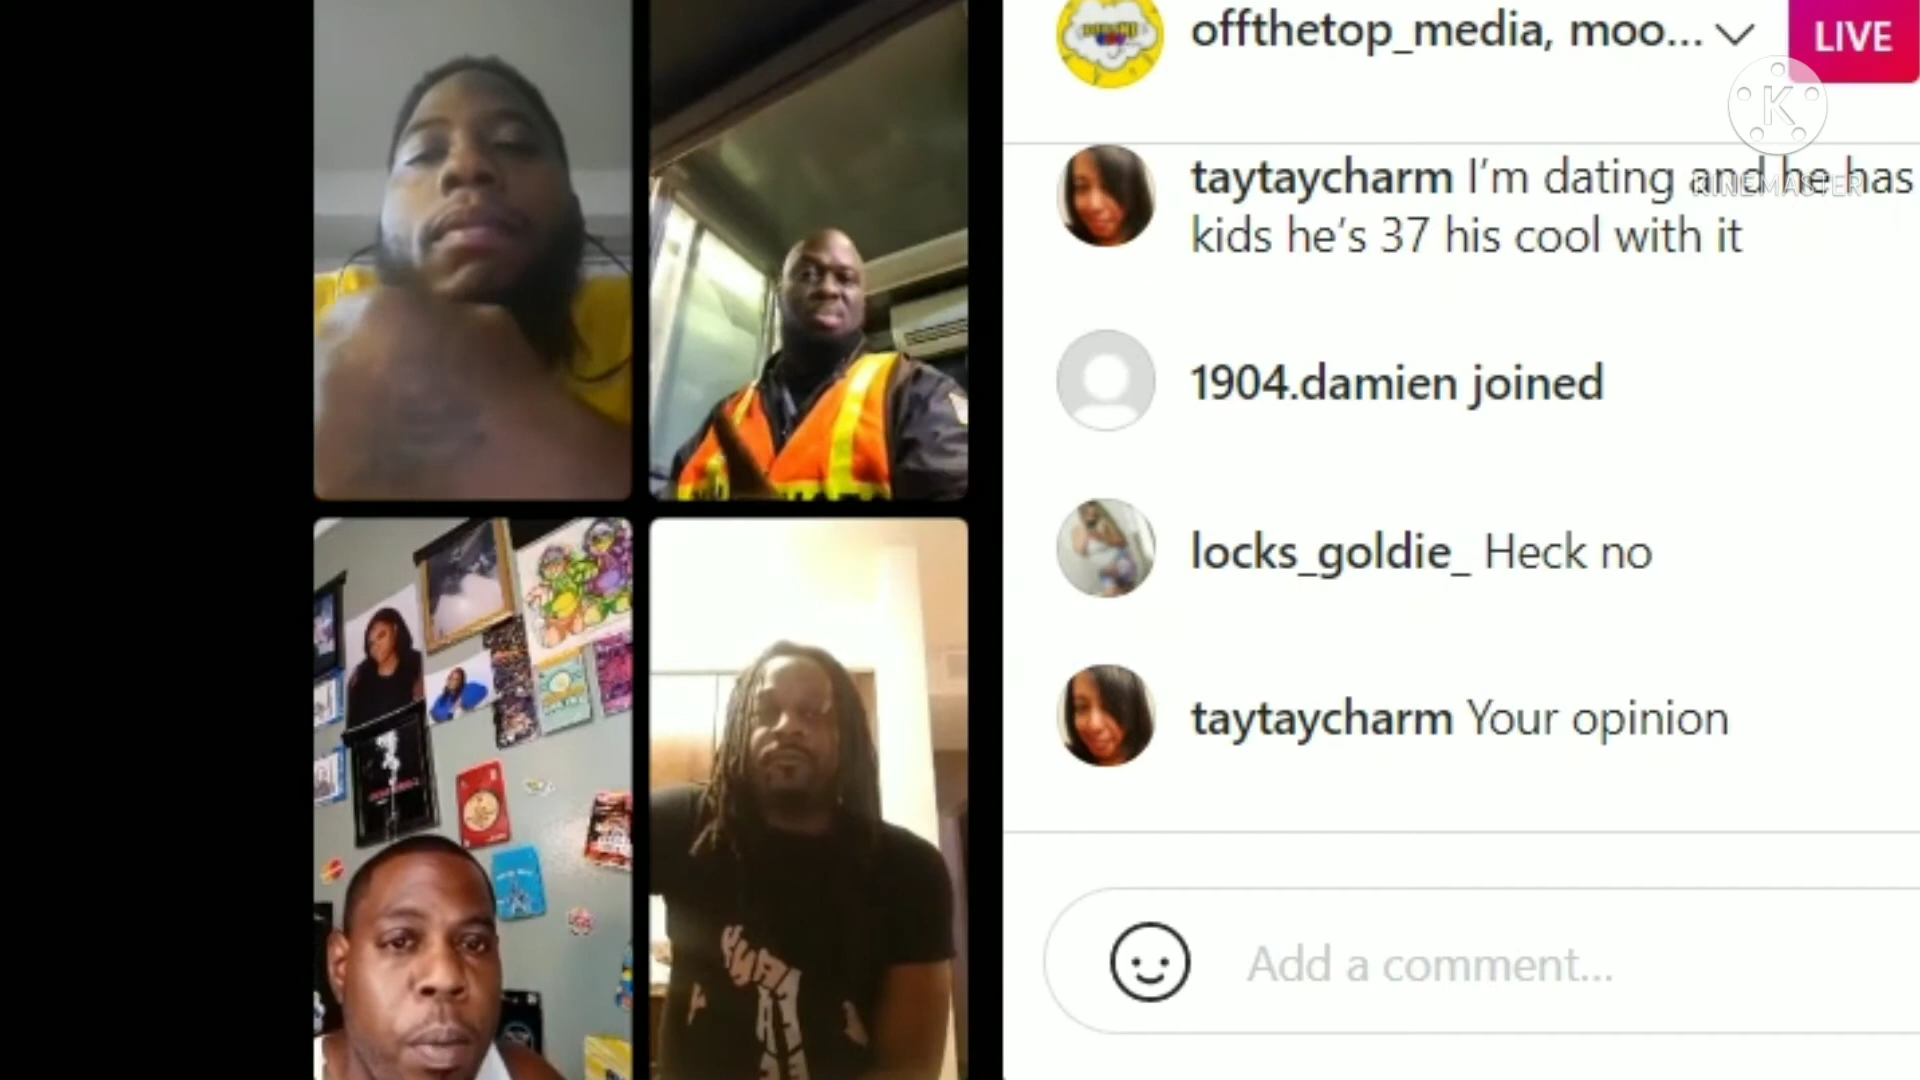 offthetop_media, moo...
LIVE
KINEMASTER
taytaycharm I’m dating and he has
kids he’s 37 his cool with it
1904.damien joined
locks_goldie_ Heck no
taytaycharm Your opinion
Add a comment...